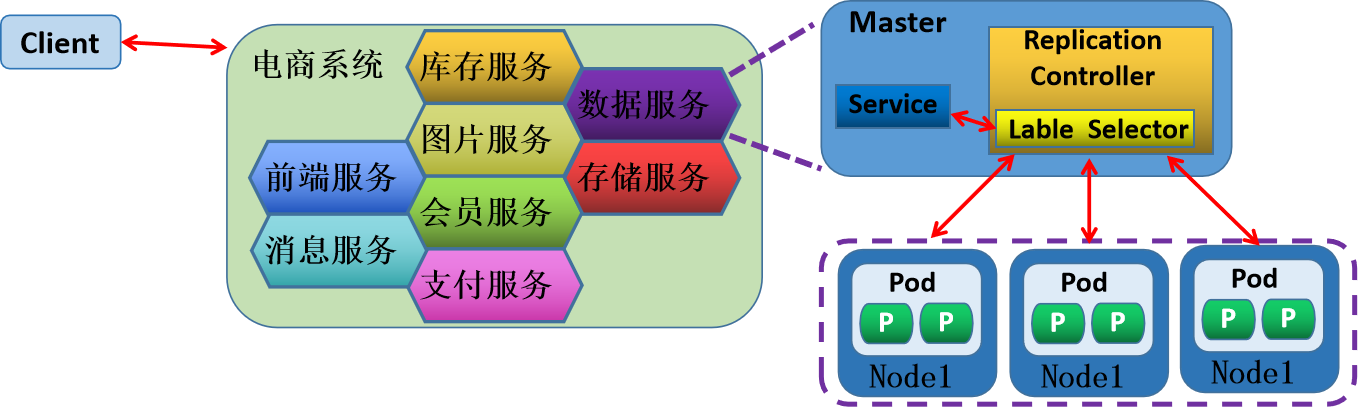 Client
电商系统
库存服务
数据服务
图片服务
前端服务
存储服务
会员服务
消息服务
支付服务
Master
Replication
Controller
Service
Lable Selector
Pod
P P
Node1
Pod
P P
Node1
Pod
P P
Node1